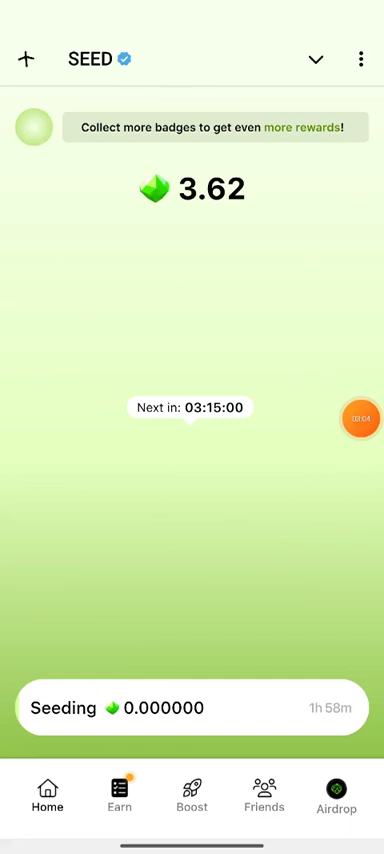 SEED
Collect more badges to get even more rewards!
3.62
Next in: 03:15:00
03:04
Seeding 0.000000 1h 58m
Home Earn Boost Friends Airdrop